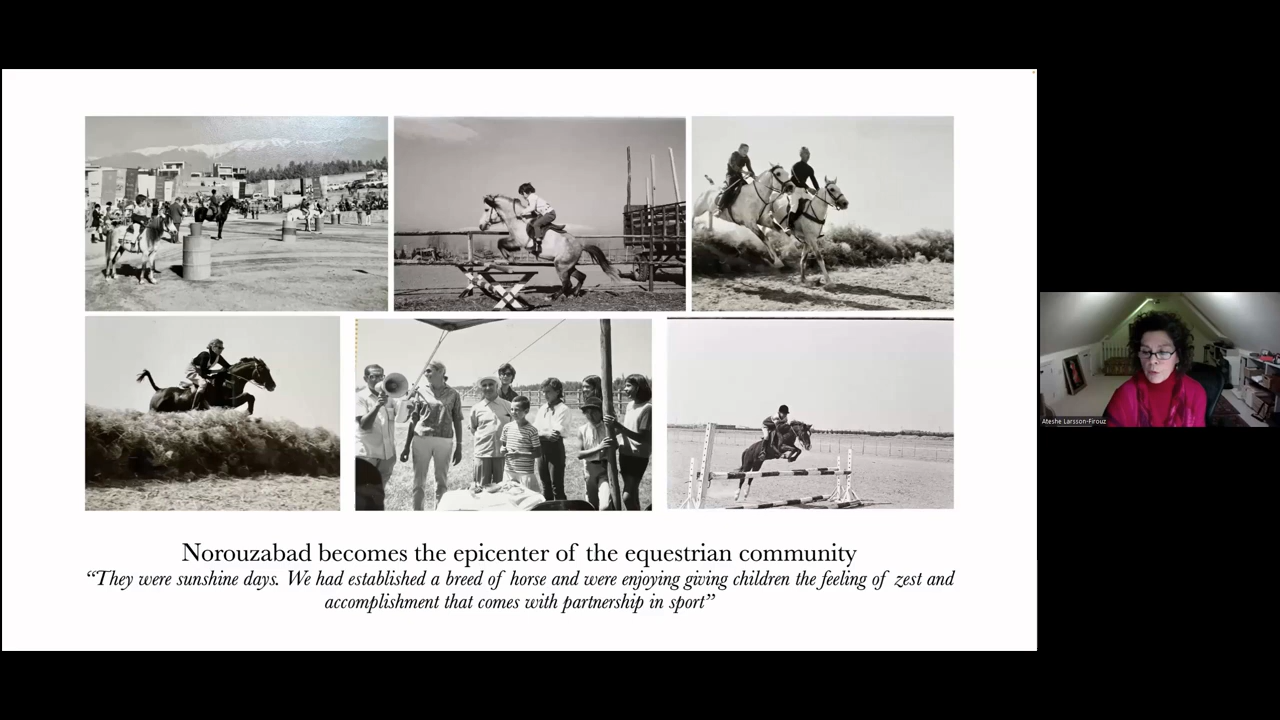 Norouzabad becomes the epicenter of the equestrian community
“They were sunshine days. We had established a breed of horse and were enjoying giving children the feeling of zest and
accomplishment that comes with partnership in sport”
Ateshe Larsson-Firouz